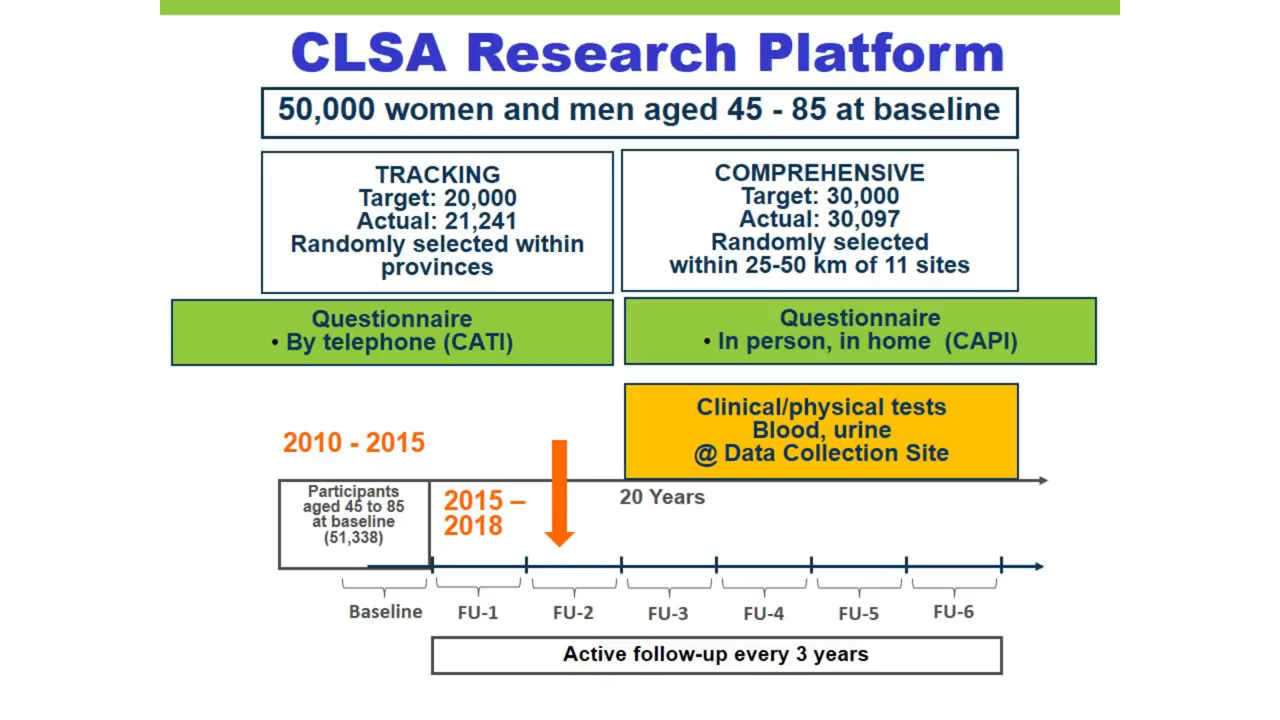 CLSA Research Platform
50,000 women and men aged 45 - 85 at baseline
TRACKING
Target: 20,000
Actual: 21,241
Randomly selected within
provinces
COMPREHENSIVE
Target: 30,000
Actual: 30,097
Randomly selected
within 25-50 km of 11 sites
Questionnaire
• By telephone (CATI)
Questionnaire
• In person, in home (CAPI)
Clinical/physical tests
Blood, urine
@ Data Collection Site
2010 - 2015
Participants
aged 45 to 85
at baseline
(51,338)
2015 –
2018
20 Years
Baseline
FU-1
FU-2
FU-3
FU-4
FU-5
FU-6
Active follow-up every 3 years